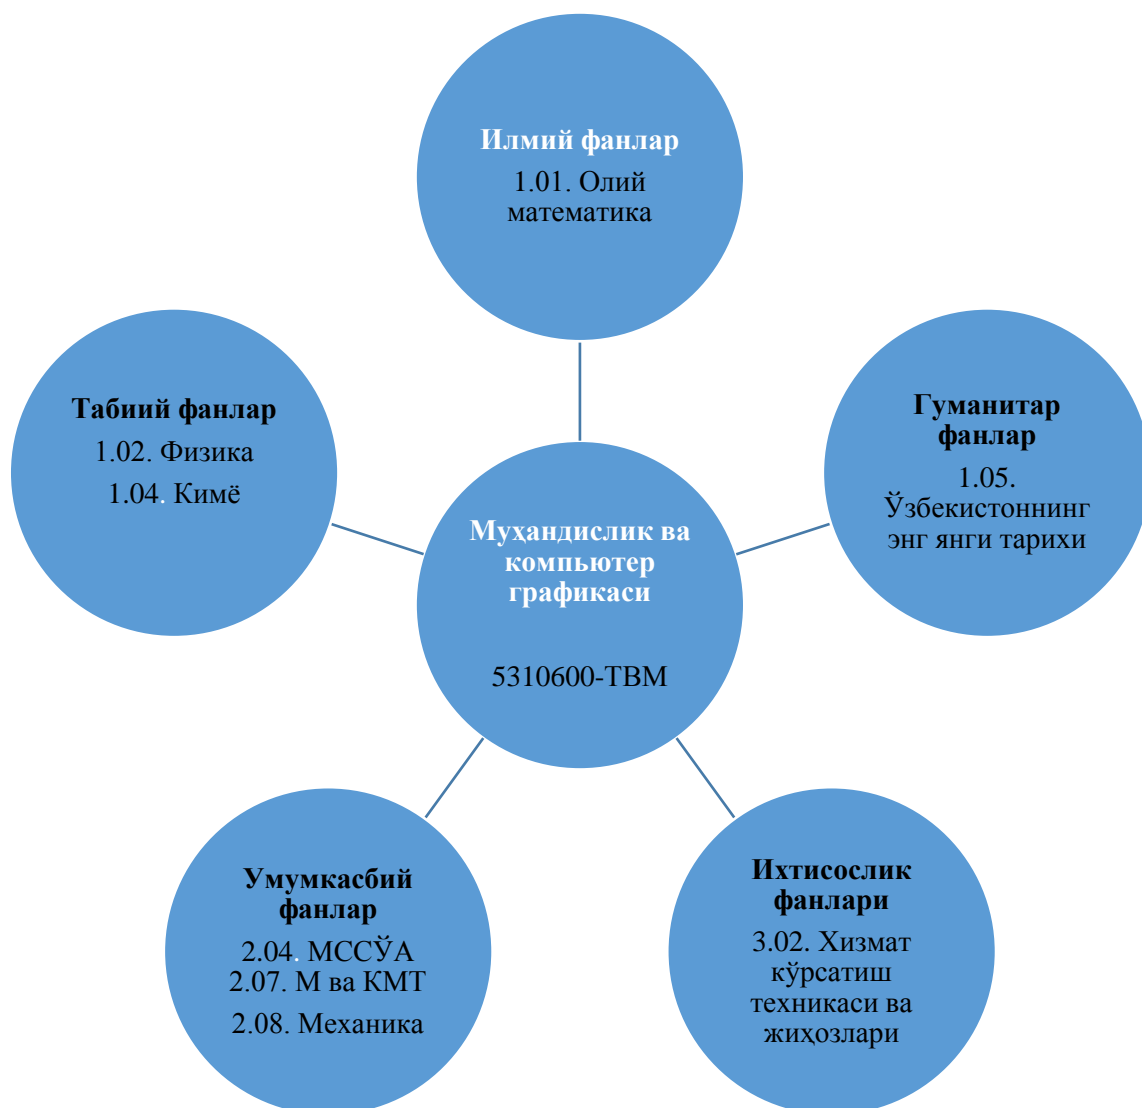 Илмий фанлар
1.01. Олий
математика
Табиий фанлар
1.02. Физика
1.04. Кимё
Гуманитар
фанлар
1.05.
Ўзбекистоннинг
энг янги тарихи
Муҳандислик ва
компьютер
графикаси
5310600-ТВМ
Умумкасбий
фанлар
2.04. МССЎА
2.07. М ва КМТ
2.08. Механика
Ихтисослик
фанлари
3.02. Хизмат
кўрсатиш
техникаси ва
жиҳозлари